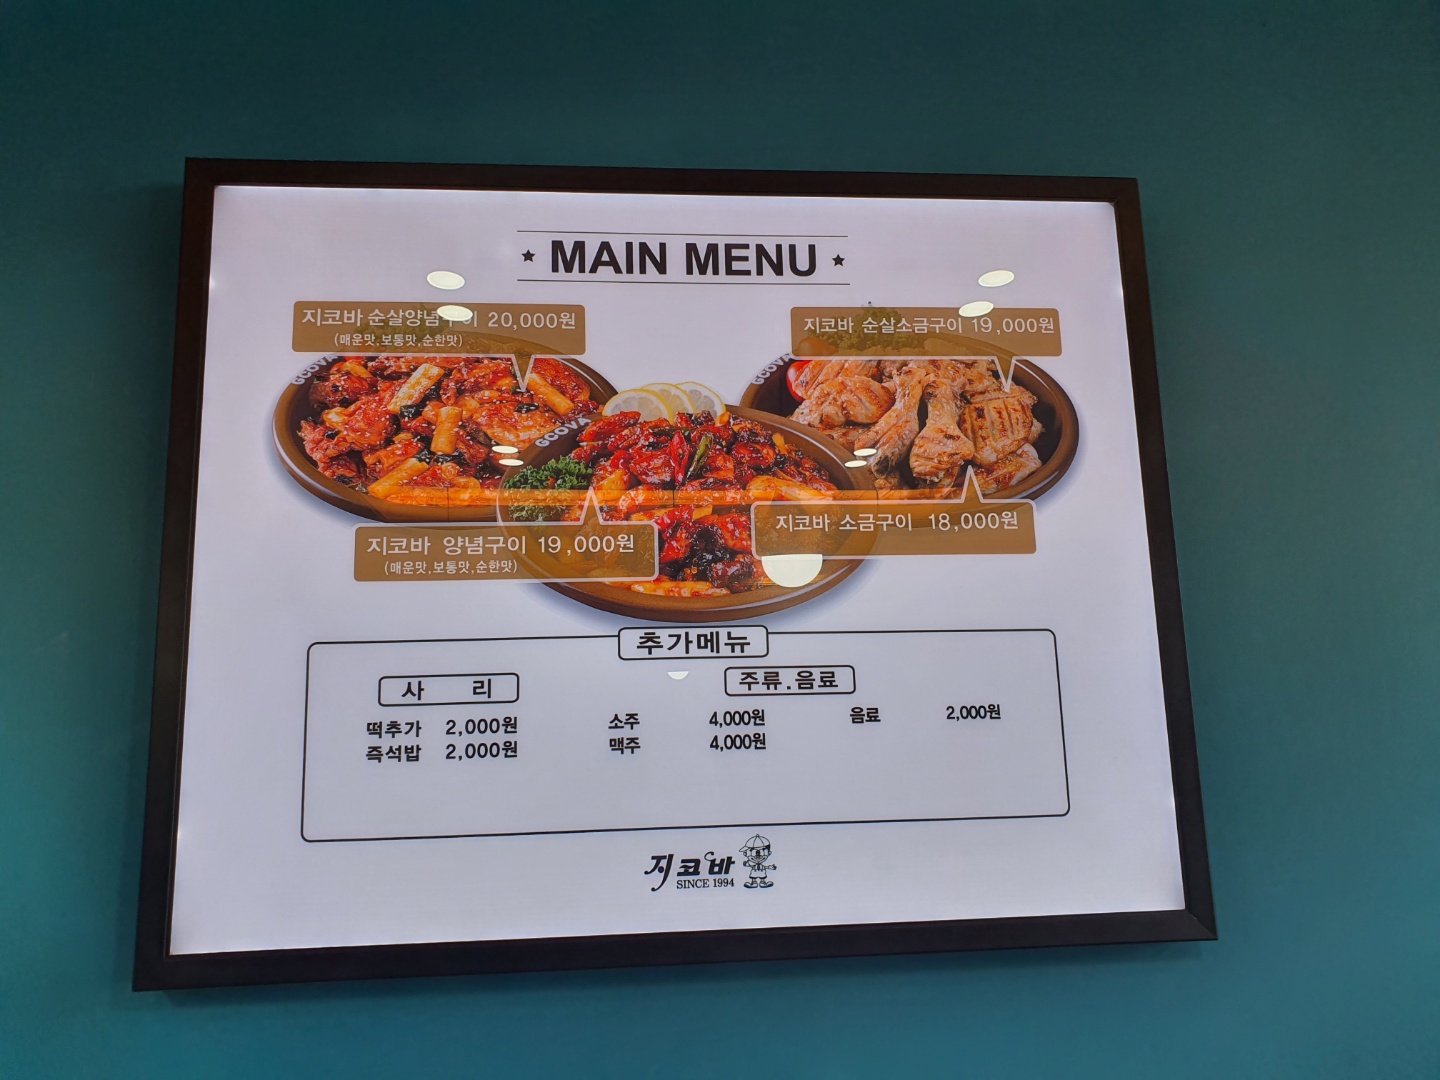 MAIN MENU
지코바 순살양념구이 20,000원
(매운맛,보통맛,순한맛)
지코바 순살소금구이 19,000원
GCOVA
GCOVA
GCOVA
지코바 양념구이 19,000원
(매운맛,보통맛,순한맛)
지코바 소금구이 18,000원
추가메뉴
사 리
주류.음료
떡추가 2,000원
즉석밥 2,000원
소주 4,000원
맥주 4,000원
음료 2,000원
지코바
SINCE 1994